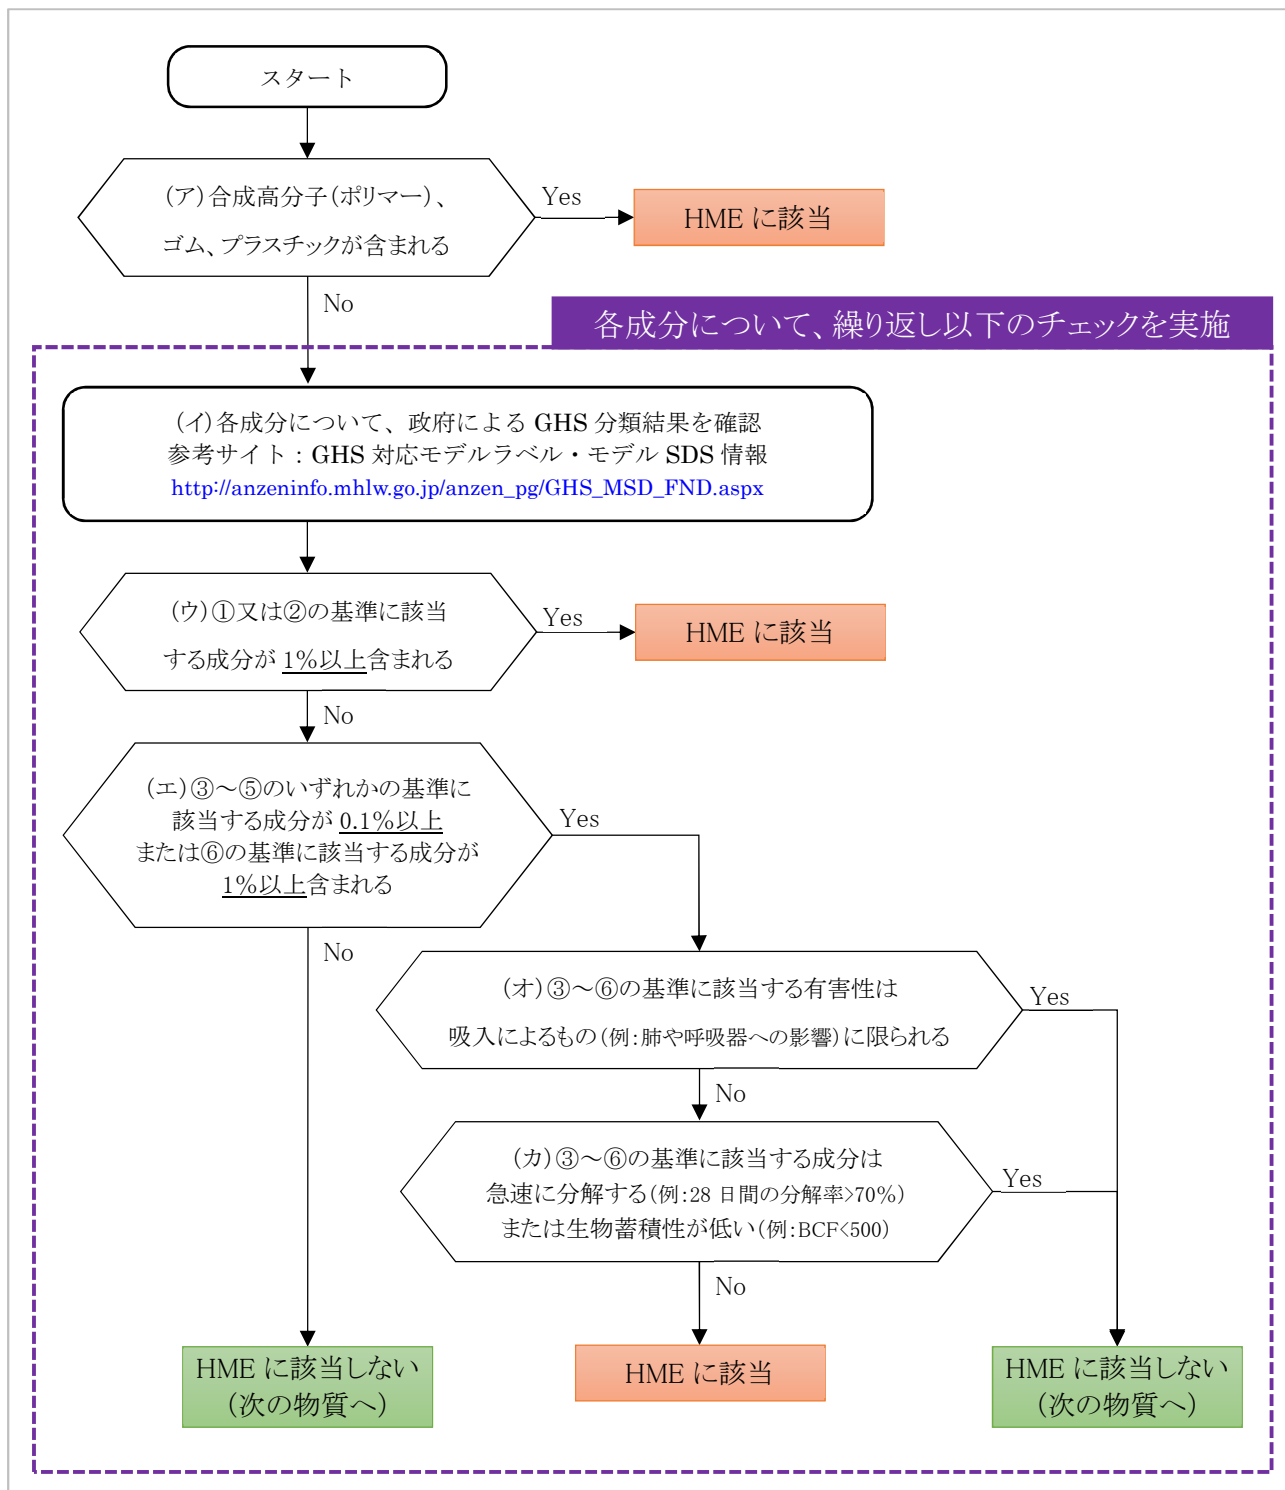 スタート
(ア)合成高分子(ポリマー)、
ゴム、プラスチックが含まれる
Yes
HME に該当
No
各成分について、繰り返し以下のチェックを実施
(イ)各成分について、政府による GHS 分類結果を確認
参考サイト：GHS 対応モデルラベル・モデル SDS 情報
http://anzeninfo.mhlw.go.jp/anzen_pg/GHS_MSD_FND.aspx
(ウ)①又は②の基準に該当
する成分が 1%以上含まれる
Yes
HME に該当
No
(エ)③～⑤のいずれかの基準に
該当する成分が 0.1%以上
または⑥の基準に該当する成分が
1%以上含まれる
Yes
No
(オ)③～⑥の基準に該当する有害性は
吸入によるもの(例:肺や呼吸器への影響)に限られる
Yes
No
(カ)③～⑥の基準に該当する成分は
急速に分解する(例:28 日間の分解率>70%)
または生物蓄積性が低い(例:BCF<500)
Yes
No
HME に該当しない
(次の物質へ)
HME に該当
HME に該当しない
(次の物質へ)